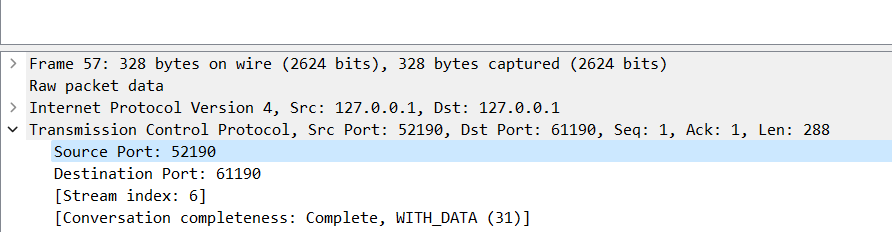 Frame 57: 328 bytes on wire (2624 bits), 328 bytes captured (2624 bits)
Raw packet data
Internet Protocol Version 4, Src: 127.0.0.1, Dst: 127.0.0.1
Transmission Control Protocol, Src Port: 52190, Dst Port: 61190, Seq: 1, Ack: 1, Len: 288
Source Port: 52190
Destination Port: 61190
[Stream index: 6]
[Conversation completeness: Complete, WITH_DATA (31)]